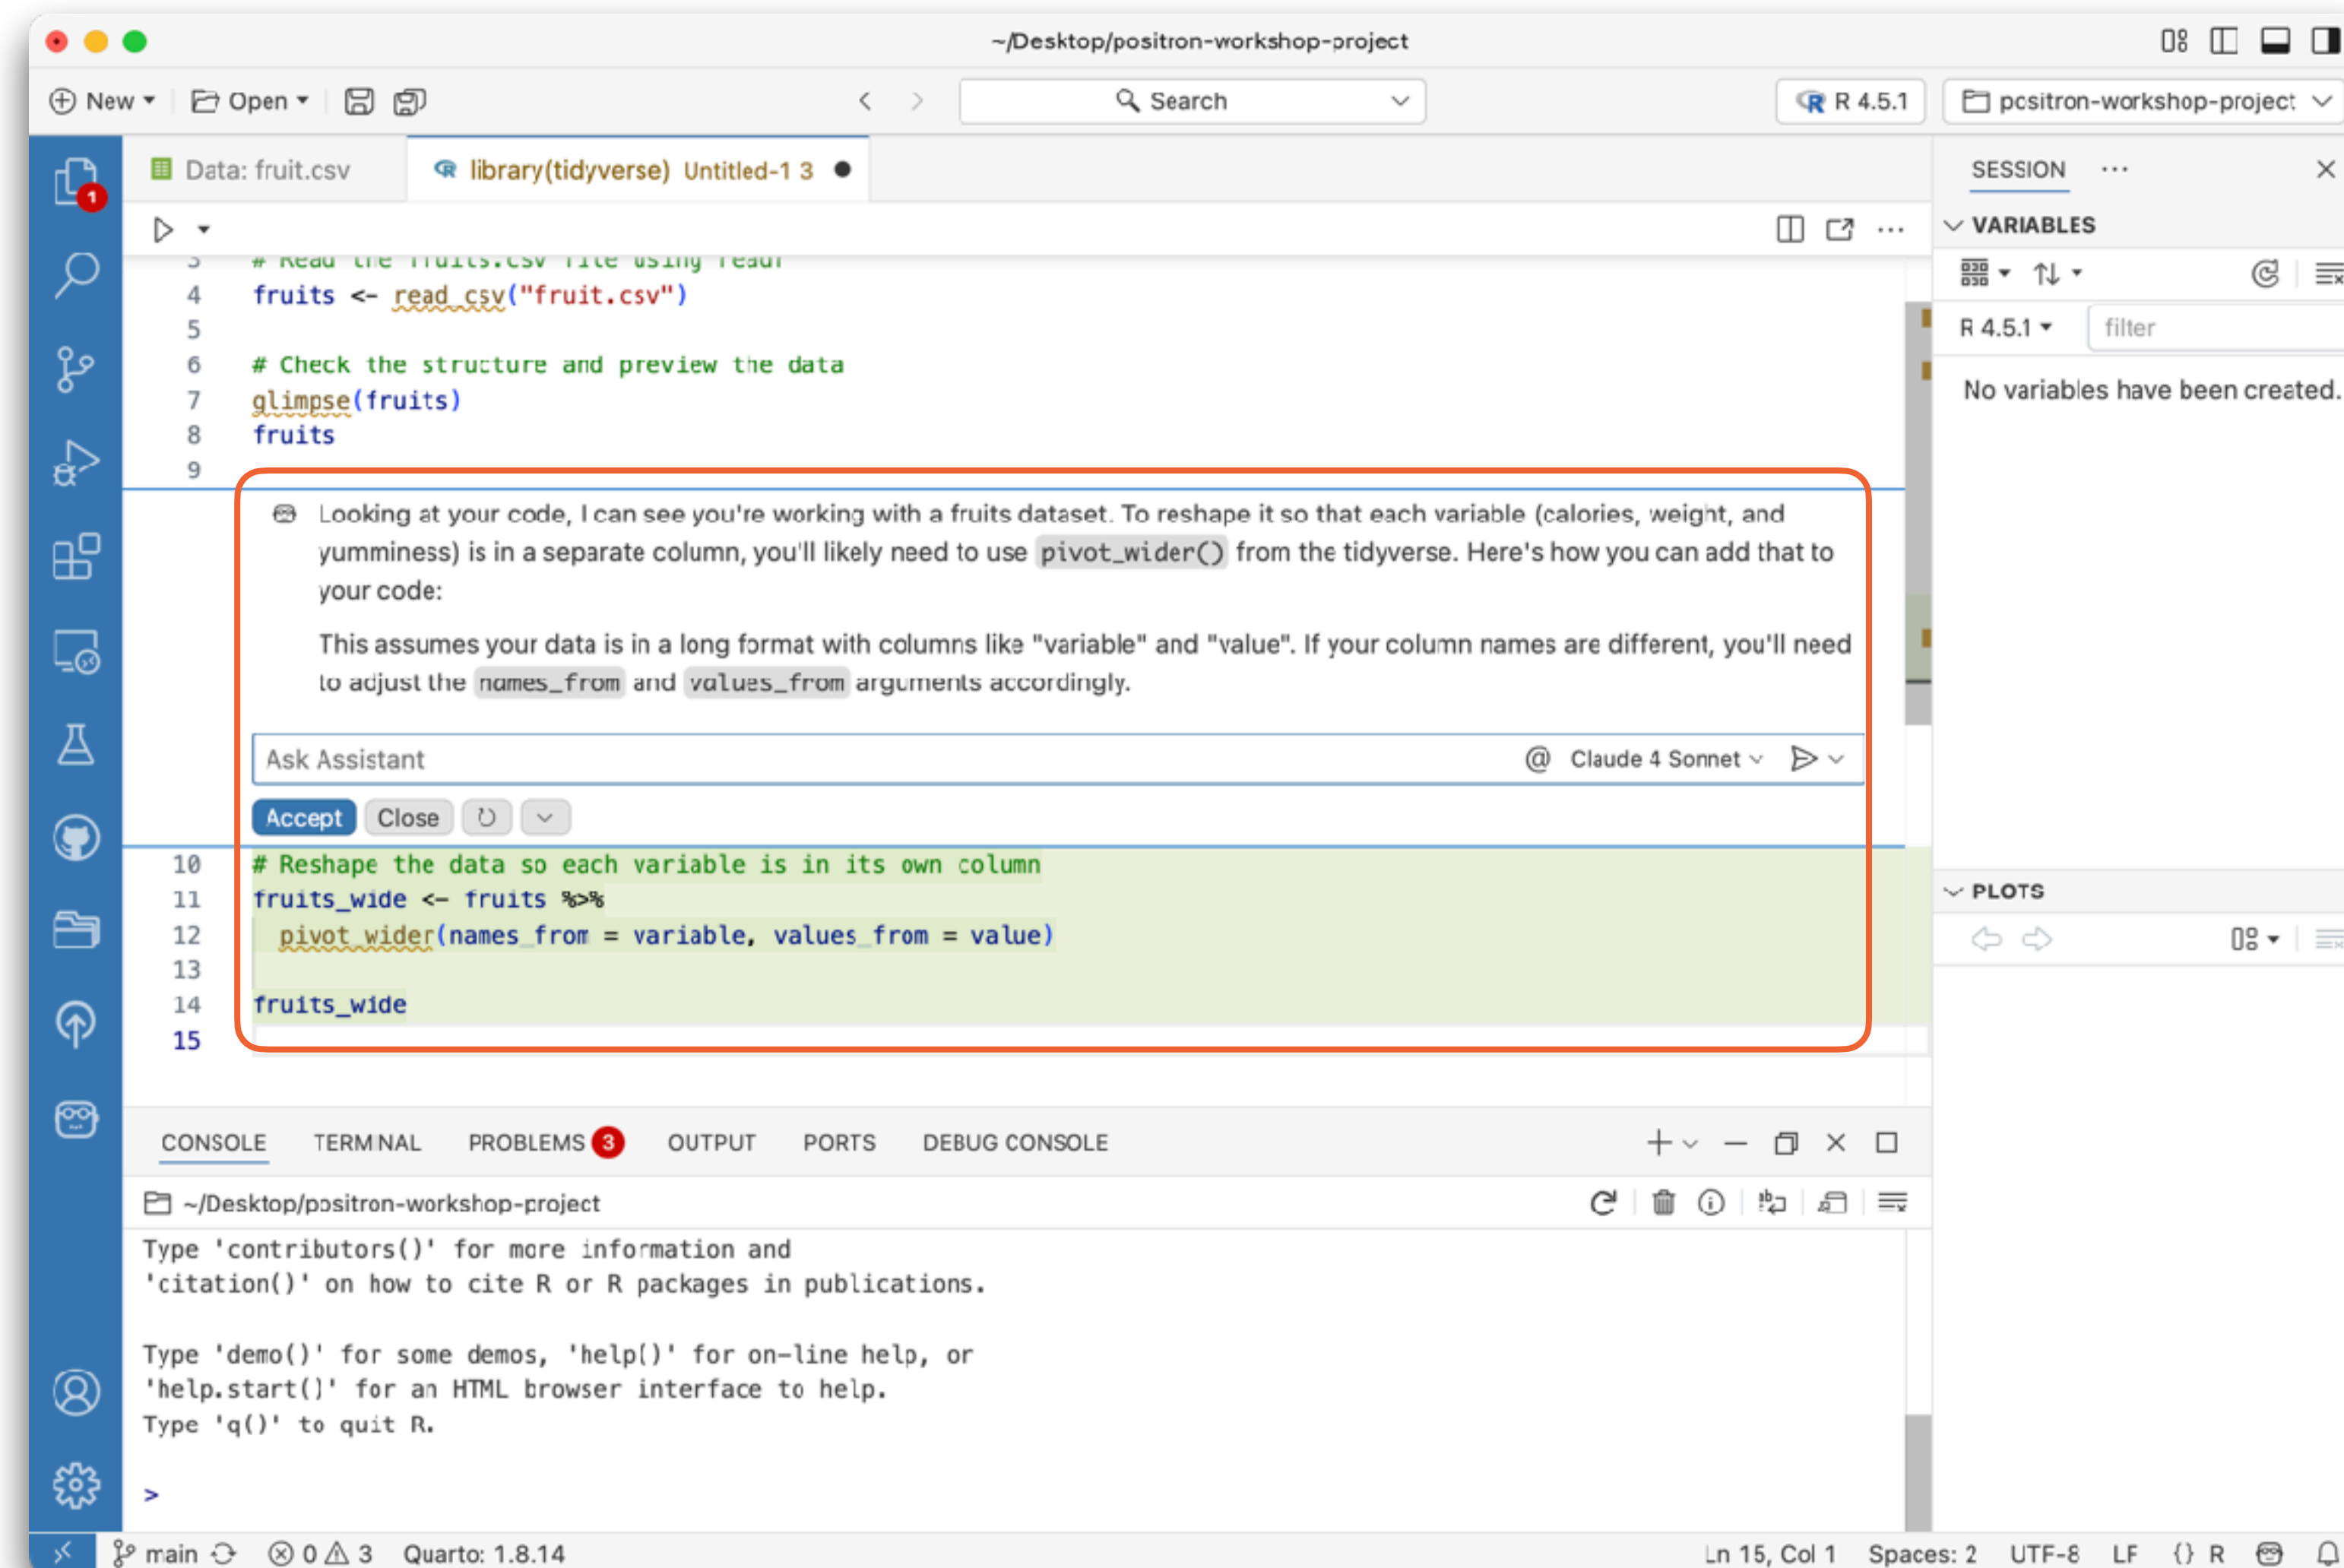 ~/Desktop/positron-workshop-project
New Open Search R 4.5.1 positron-workshop-project
1
Data: fruit.csv library(tidyverse) Untitled-1 3
3 # Read the fruits.csv file using readr
4 fruits <- read_csv("fruit.csv")
5
6 # Check the structure and preview the data
7 glimpse(fruits)
8 fruits
9
Looking at your code, I can see you're working with a fruits dataset. To reshape it so that each variable (calories, weight, and
yumminess) is in a separate column, you'll likely need to use pivot_wider() from the tidyverse. Here's how you can add that to
your code:
This assumes your data is in a long format with columns like "variable" and "value". If your column names are different, you'll need
to adjust the names_from and values_from arguments accordingly.
Ask Assistant @ Claude 4 Sonnet
Accept Close
10 # Reshape the data so each variable is in its own column
11 fruits_wide <- fruits %>%
12 pivot_wider(names_from = variable, values_from = value)
13
14 fruits_wide
15
SESSION
VARIABLES
R 4.5.1 filter
No variables have been created.
PLOTS
CONSOLE TERMINAL PROBLEMS 3 OUTPUT PORTS DEBUG CONSOLE
~/Desktop/positron-workshop-project
Type 'contributors()' for more information and
'citation()' on how to cite R or R packages in publications.
Type 'demo()' for some demos, 'help()' for on-line help, or
'help.start()' for an HTML browser interface to help.
Type 'q()' to quit R.
>
main 0 3 Quarto: 1.8.14 Ln 15, Col 1 Spaces: 2 UTF-8 LF {} R